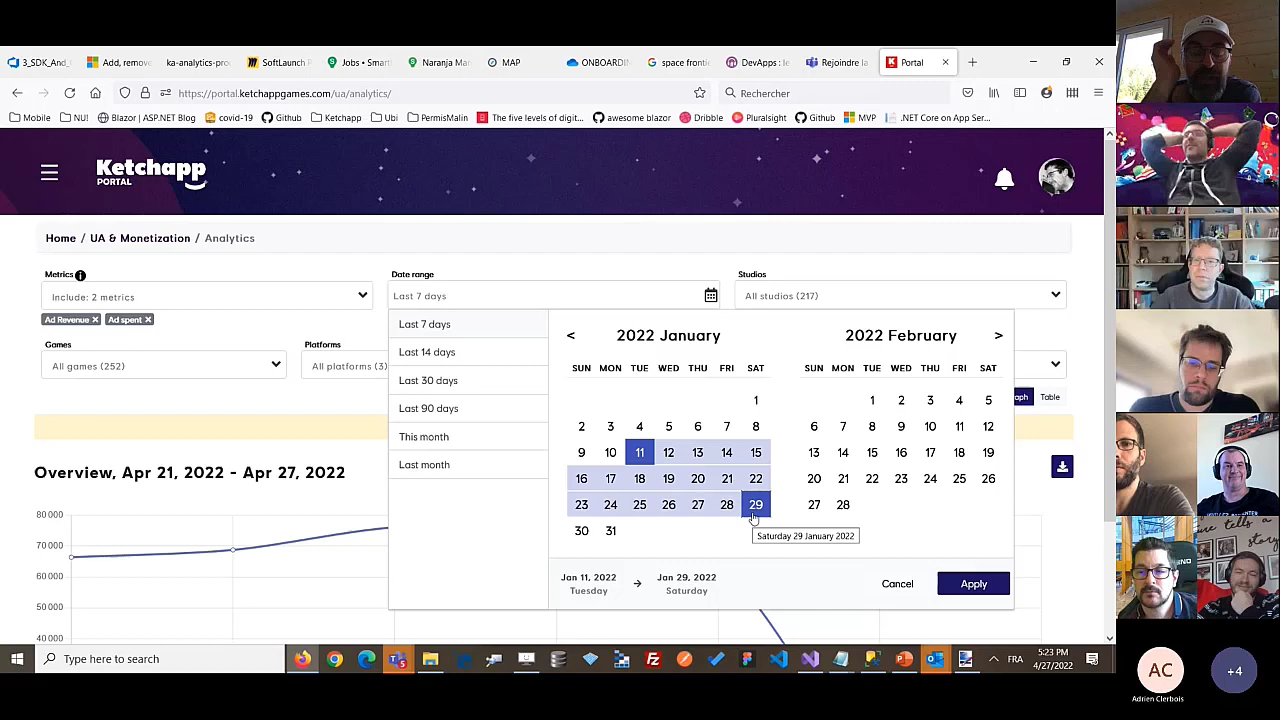 3_SDK_And_
Add, remove
ka-analytics-pro
SoftLaunch
Jobs • Smart
Naranja Mar
MAP
ONBOARDIN
space frontie
DevApps : le
Rejoindre la
Portal
https://portal.ketchappgames.com/ua/analytics/
Rechercher
Mobile
NU!
Blazor | ASP.NET Blog
covid-19
Github
Ketchapp
Ubi
The five levels of digit...
awesome blazor
Dribble
Pluralsight
Github
MVP
.NET Core on App Ser...
Ketchapp
PORTAL
Home / UA & Monetization / Analytics
Metrics
Date range
Studios
Include: 2 metrics
Last 7 days
All studios (217)
Ad Revenue ×
Ad spent ×
Games
Platforms
All games (252)
All platforms (3)
aph
Table
Last 7 days
Last 14 days
Last 30 days
Last 90 days
This month
Last month
<
2022 January
2022 February
>
SUN MON TUE WED THU FRI SAT
1
2 3 4 5 6 7 8
9 10 11 12 13 14 15
16 17 18 19 20 21 22
23 24 25 26 27 28 29
30 31
SUN MON TUE WED THU FRI SAT
1 2 3 4 5
6 7 8 9 10 11 12
13 14 15 16 17 18 19
20 21 22 23 24 25 26
27 28
Saturday 29 January 2022
Jan 11, 2022
Tuesday
Jan 29, 2022
Saturday
Cancel
Apply
Overview, Apr 21, 2022 - Apr 27, 2022
80 000
70 000
60 000
50 000
40 000
Type here to search
FRA
5:23 PM
4/27/2022
AC
Adrien Clerbois
+4